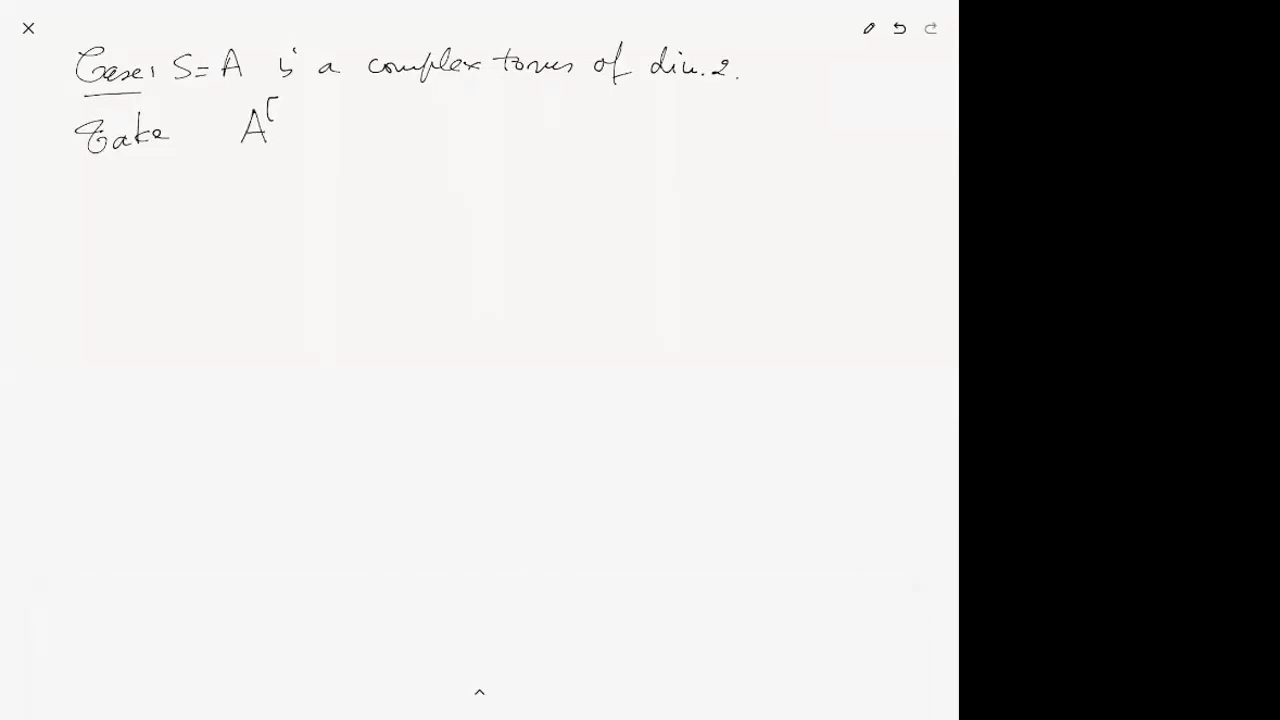 Case, S = A is a complex torus of dim. 2.
Take A[